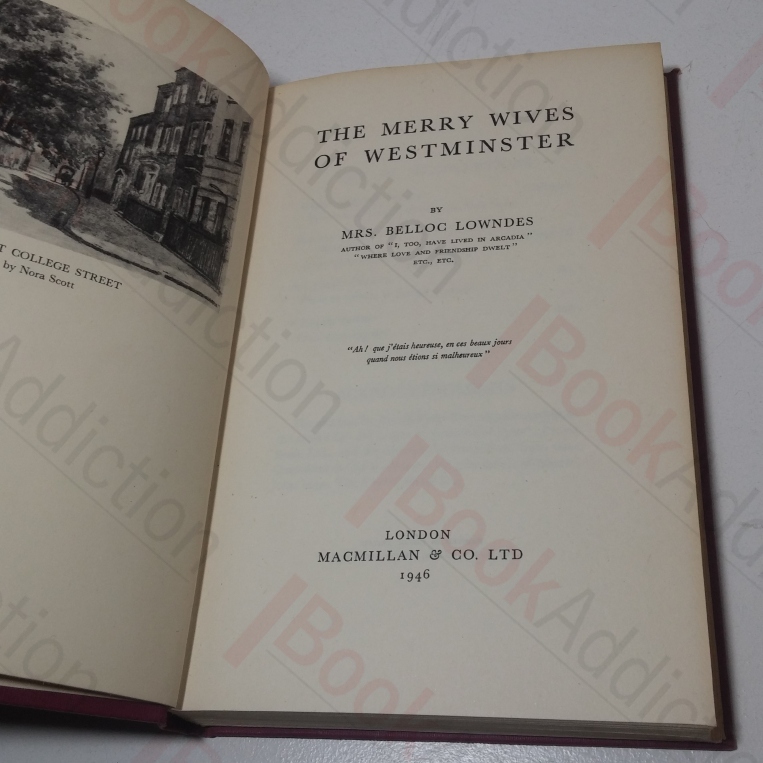 COLLEGE STREET
by Nora Scott
THE MERRY WIVES
OF WESTMINSTER
BY
MRS. BELLOC LOWNDES
AUTHOR OF "I, TOO, HAVE LIVED IN ARCADIA"
"WHERE LOVE AND FRIENDSHIP DWELT"
ETC., ETC.
"Ah! que j'étais heureuse, en ces beaux jours
quand nous étions si malheureux"
LONDON
MACMILLAN & CO. LTD
1946
BookAddiction